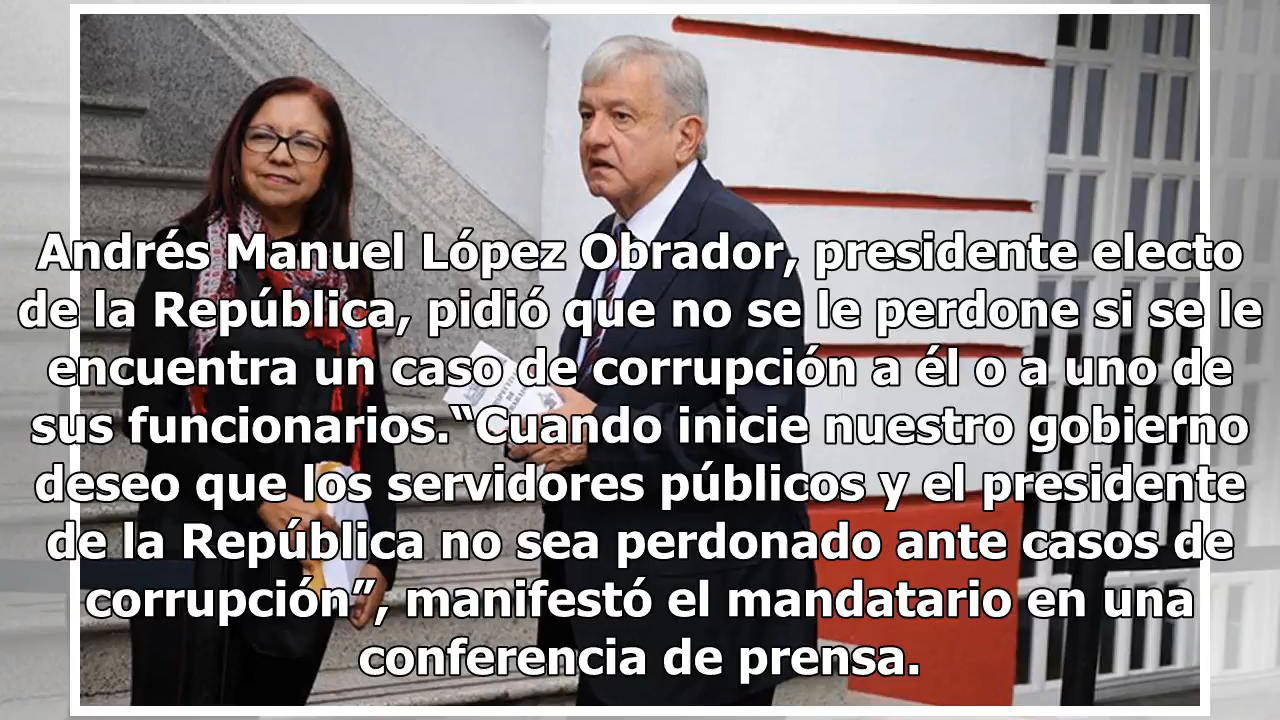 Andrés Manuel López Obrador, presidente electo
de la República, pidió que no se le perdone si se le
encuentra un caso de corrupción a él o a uno de
sus funcionarios.“Cuando inicie nuestro gobierno
deseo que los servidores públicos y el presidente
de la República no sea perdonado ante casos de
corrupción”, manifestó el mandatario en una
conferencia de prensa.